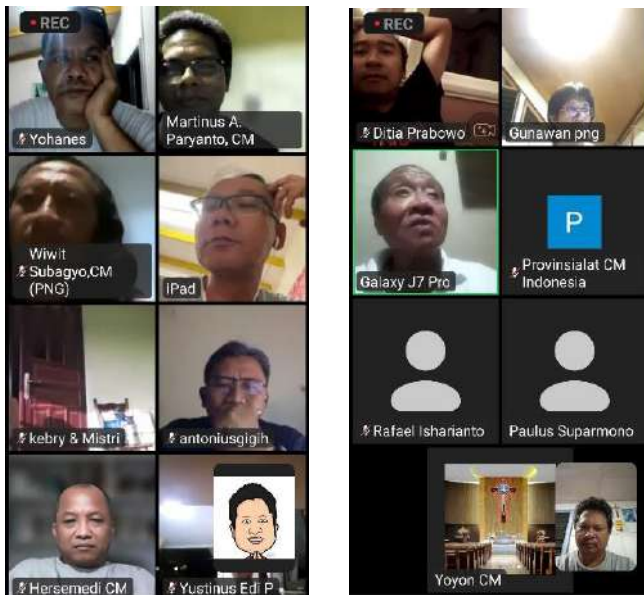 REC
Yohanes
Martinus A.
Paryanto, CM
Wiwit
Subagyo,CM
(PNG)
iPad
kebry & Mistri
antoniusgigih
Hersemedi CM
Yustinus Edi P
REC
Ditia Prabowo
Gunawan png
Galaxy J7 Pro
P
Provinsialat CM
Indonesia
Rafael Isharianto
Paulus Suparmono
Yoyon CM